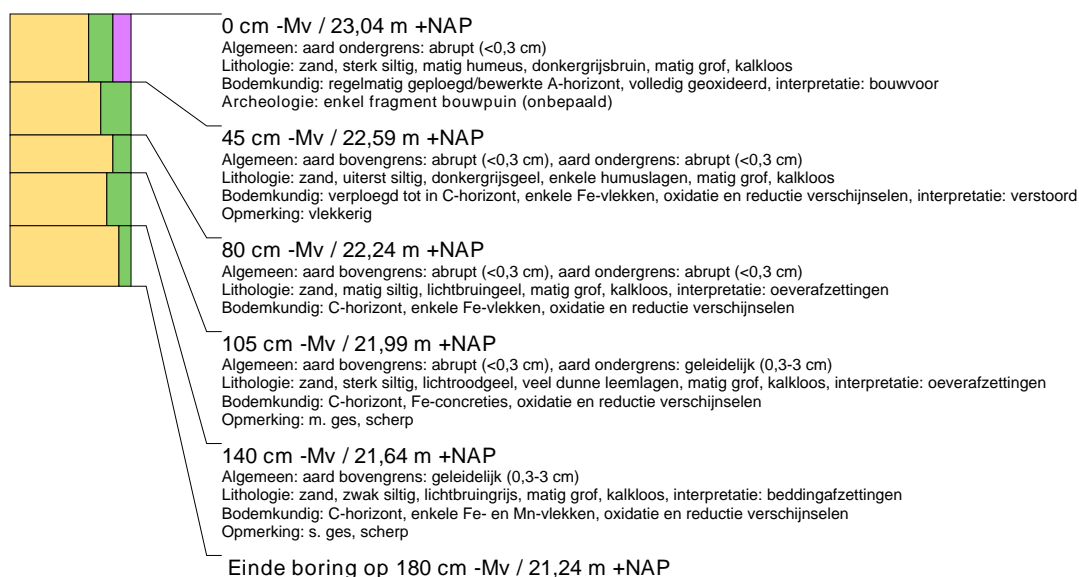 0 cm -Mv / 23,04 m +NAP
Algemeen: aard ondergrens: abrupt (<0,3 cm)
Lithologie: zand, sterk siltig, matig humeus, donkergrijsbruin, matig grof, kalkloos
Bodemkundig: regelmatig geploegd/bewerkte A-horizont, volledig geoxideerd, interpretatie: bouwvoor
Archeologie: enkel fragment bouwpuin (onbepaald)
45 cm -Mv / 22,59 m +NAP
Algemeen: aard bovengrens: abrupt (<0,3 cm), aard ondergrens: abrupt (<0,3 cm)
Lithologie: zand, uiterst siltig, donkergrijsgeel, enkele humuslagen, matig grof, kalkloos
Bodemkundig: verploegd tot in C-horizont, enkele Fe-vlekken, oxidatie en reductie verschijnselen, interpretatie: verstoord
Opmerking: vlekkerig
80 cm -Mv / 22,24 m +NAP
Algemeen: aard bovengrens: abrupt (<0,3 cm), aard ondergrens: abrupt (<0,3 cm)
Lithologie: zand, matig siltig, lichtbruingeel, matig grof, kalkloos, interpretatie: oeverafzettingen
Bodemkundig: C-horizont, enkele Fe-vlekken, oxidatie en reductie verschijnselen
105 cm -Mv / 21,99 m +NAP
Algemeen: aard bovengrens: abrupt (<0,3 cm), aard ondergrens: geleidelijk (0,3-3 cm)
Lithologie: zand, sterk siltig, lichtroodgeel, veel dunne leemlagen, matig grof, kalkloos, interpretatie: oeverafzettingen
Bodemkundig: C-horizont, Fe-concreties, oxidatie en reductie verschijnselen
Opmerking: m. ges, scherp
140 cm -Mv / 21,64 m +NAP
Algemeen: aard bovengrens: geleidelijk (0,3-3 cm)
Lithologie: zand, zwak siltig, lichtbruingrijs, matig grof, kalkloos, interpretatie: beddingafzettingen
Bodemkundig: C-horizont, enkele Fe- en Mn-vlekken, oxidatie en reductie verschijnselen
Opmerking: s. ges, scherp
Einde boring op 180 cm -Mv / 21,24 m +NAP